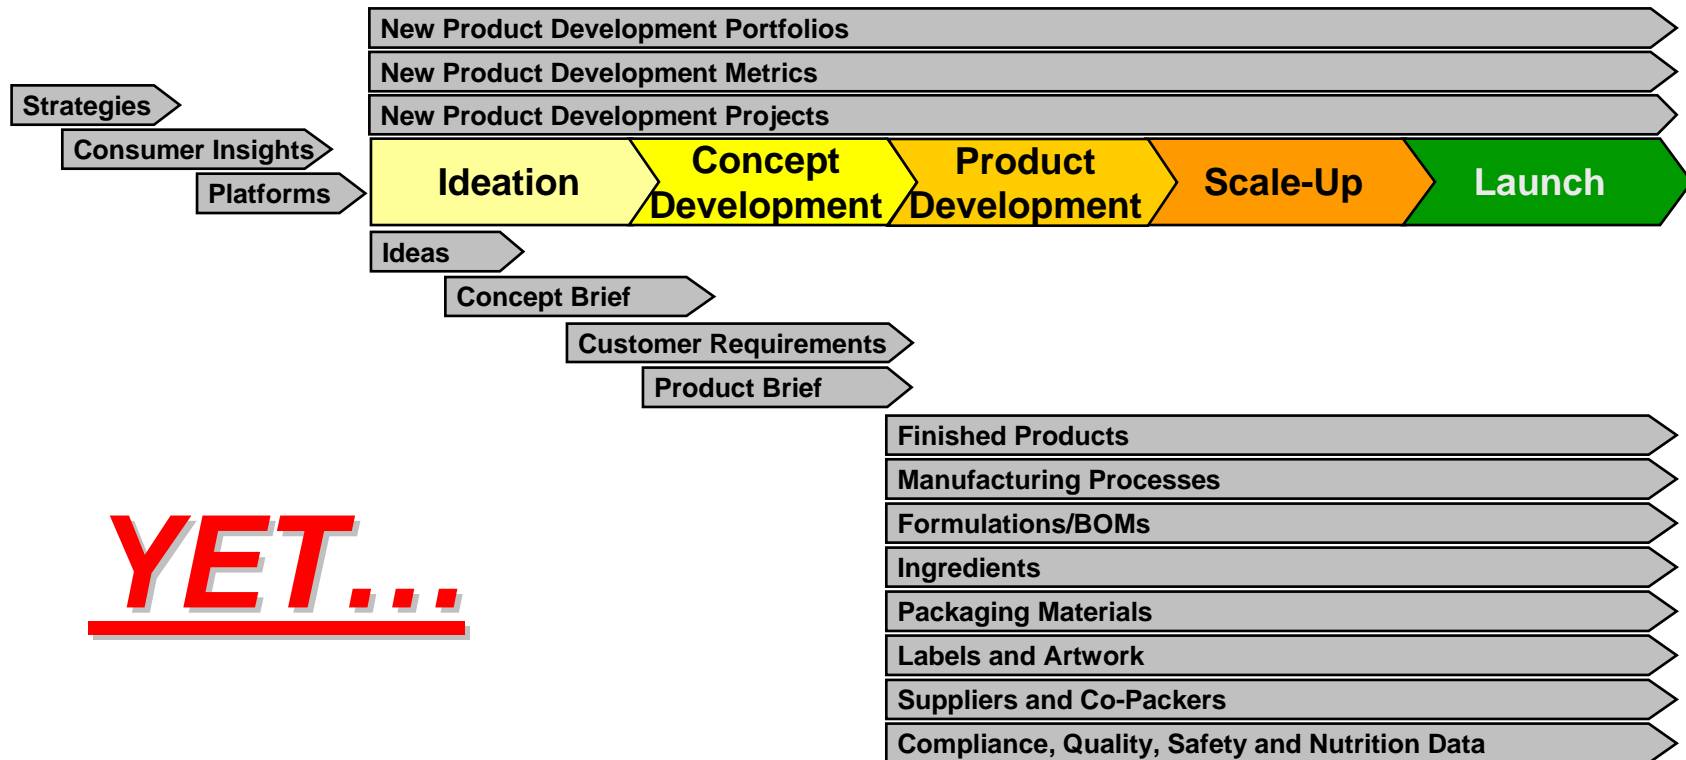 New Product Development Portfolios
New Product Development Metrics
New Product Development Projects
Strategies
Consumer Insights
Platforms
Ideation
Concept
Development
Product
Development
Scale-Up
Launch
Ideas
Concept Brief
Customer Requirements
Product Brief
Finished Products
Manufacturing Processes
Formulations/BOMs
Ingredients
Packaging Materials
Labels and Artwork
Suppliers and Co-Packers
Compliance, Quality, Safety and Nutrition Data
YET...